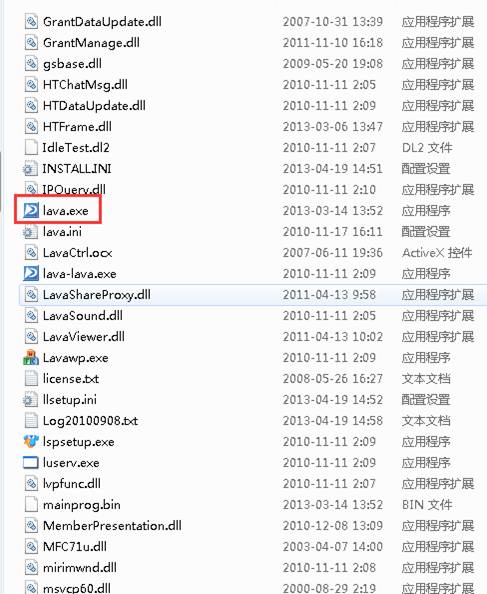 GrantDataUpdate.dll 2007-10-31 13:39 应用程序扩展
GrantManage.dll 2011-11-10 16:18 应用程序扩展
gsbase.dll 2009-05-20 19:08 应用程序扩展
HTChatMsg.dll 2010-11-11 2:05 应用程序扩展
HTDataUpdate.dll 2010-11-11 2:09 应用程序扩展
HTFrame.dll 2013-03-06 13:47 应用程序扩展
IdleTest.dl2 2010-11-11 2:07 DL2 文件
INSTALL.INI 2013-04-19 14:51 配置设置
IPQuery.dll 2010-11-11 2:10 应用程序扩展
lava.exe 2013-03-14 13:52 应用程序
lava.ini 2010-11-17 16:11 配置设置
LavaCtrl.ocx 2007-06-11 19:36 ActiveX 控件
lava-lava.exe 2010-11-11 2:09 应用程序
LavaShareProxy.dll 2011-04-13 9:58 应用程序扩展
LavaSound.dll 2010-11-11 2:05 应用程序扩展
LavaViewer.dll 2011-04-13 10:02 应用程序扩展
Lavawp.exe 2010-11-11 2:09 应用程序
license.txt 2008-05-26 16:27 文本文档
llsetup.ini 2013-04-19 14:52 配置设置
Log20100908.txt 2013-04-19 14:58 文本文档
lspsetup.exe 2010-11-11 2:09 应用程序
luserv.exe 2010-11-11 2:09 应用程序
lvpfunc.dll 2010-11-11 2:07 应用程序扩展
mainprog.bin 2013-03-14 13:52 BIN 文件
MemberPresentation.dll 2010-12-08 13:09 应用程序扩展
MFC71u.dll 2003-04-07 14:00 应用程序扩展
mirimwnd.dll 2010-11-11 2:08 应用程序扩展
msvcp60.dll 2000-08-29 2:19 应用程序扩展